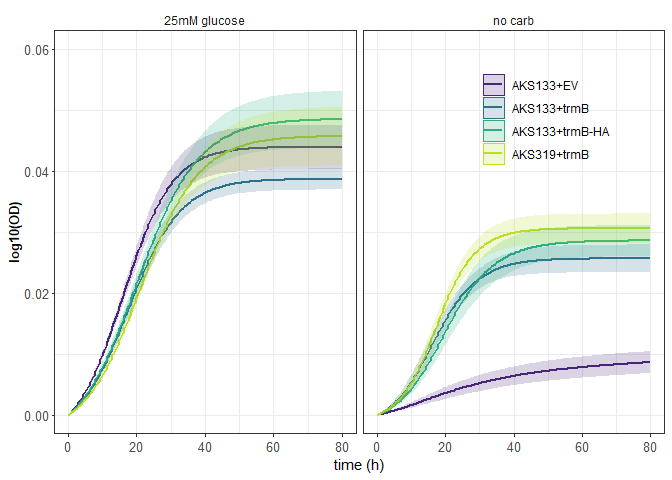 25mM glucose
no carb
0.06
0.04
0.02
0.00
log10(OD)
AKS133+EV
AKS133+trmB
AKS133+trmB-HA
AKS319+trmB
0 20 40 60 80
0 20 40 60 80
time (h)